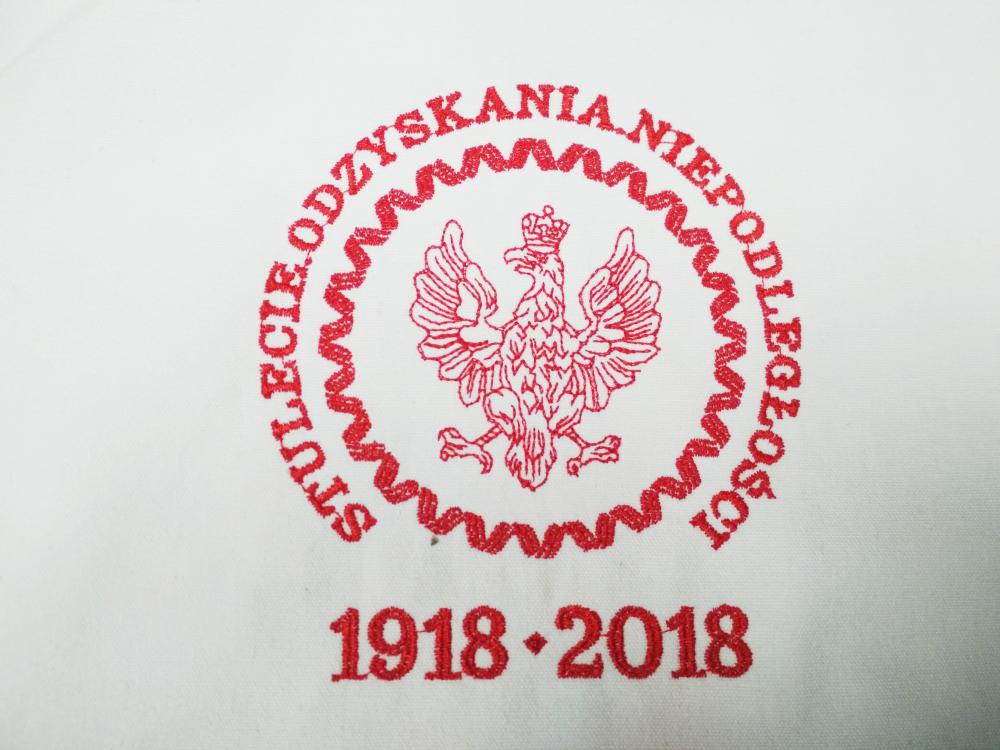 STULECIE ODZYSKANIA NIEPODLEGŁOŚCI
1918 · 2018